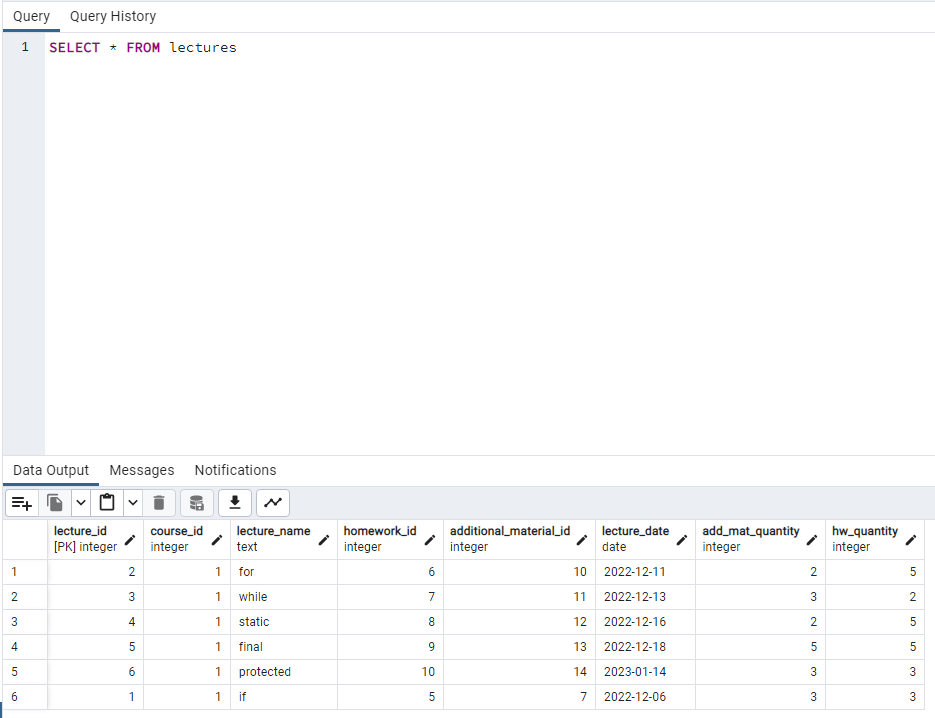 Query Query History
1 SELECT * FROM lectures
Data Output Messages Notifications
lecture_id course_id lecture_name homework_id additional_material_id lecture_date add_mat_quantity hw_quantity
[PK] integer integer text integer integer date integer integer
1 2 1 for 6 10 2022-12-11 2 5
2 3 1 while 7 11 2022-12-13 3 2
3 4 1 static 8 12 2022-12-16 2 5
4 5 1 final 9 13 2022-12-18 5 5
5 6 1 protected 10 14 2023-01-14 3 3
6 1 1 if 5 7 2022-12-06 3 3